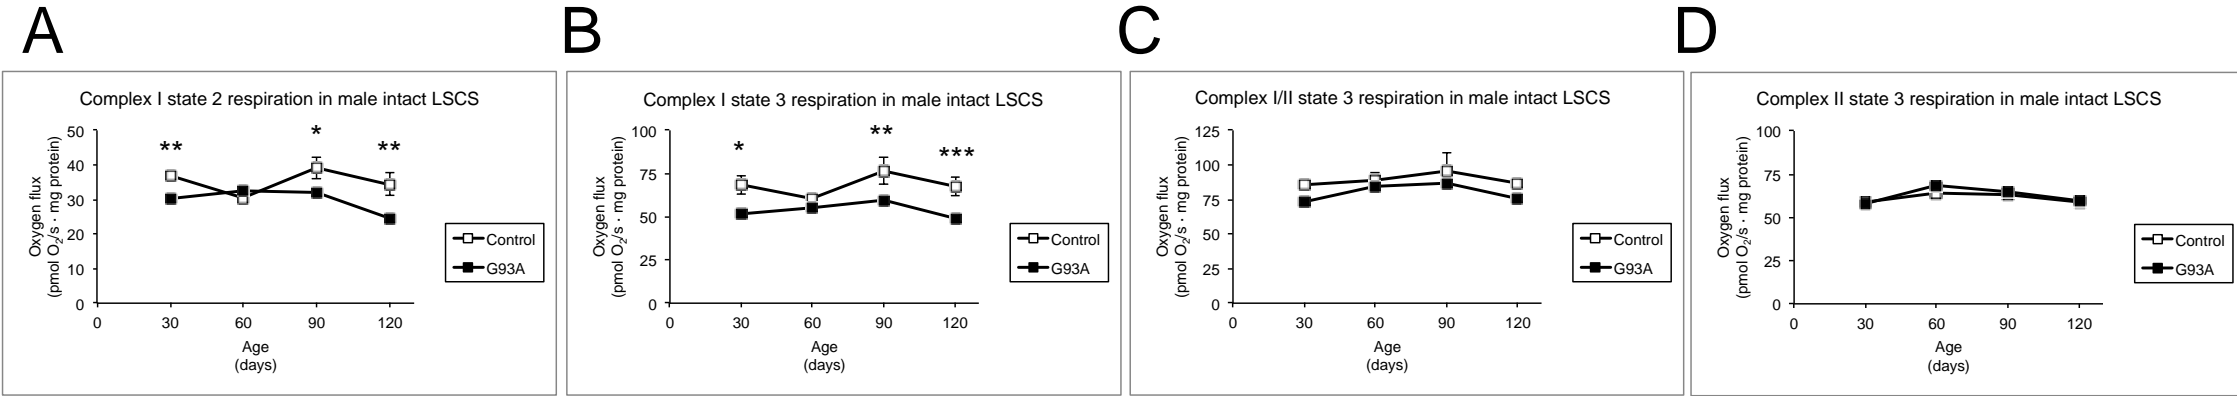 A
Complex I state 2 respiration in male intact LSCS
Oxygen flux
(pmol O₂/s · mg protein)
50
40
30
20
10
0
** * **
0 30 60 90 120
Age
(days)
Control
G93A
B
Complex I state 3 respiration in male intact LSCS
Oxygen flux
(pmol O₂/s · mg protein)
100
75
50
25
0
* ** ***
0 30 60 90 120
Age
(days)
Control
G93A
C
Complex I/II state 3 respiration in male intact LSCS
Oxygen flux
(pmol O₂/s · mg protein)
125
100
75
50
25
0
0 30 60 90 120
Age
(days)
Control
G93A
D
Complex II state 3 respiration in male intact LSCS
Oxygen flux
(pmol O₂/s · mg protein)
100
75
50
25
0
0 30 60 90 120
Age
(days)
Control
G93A